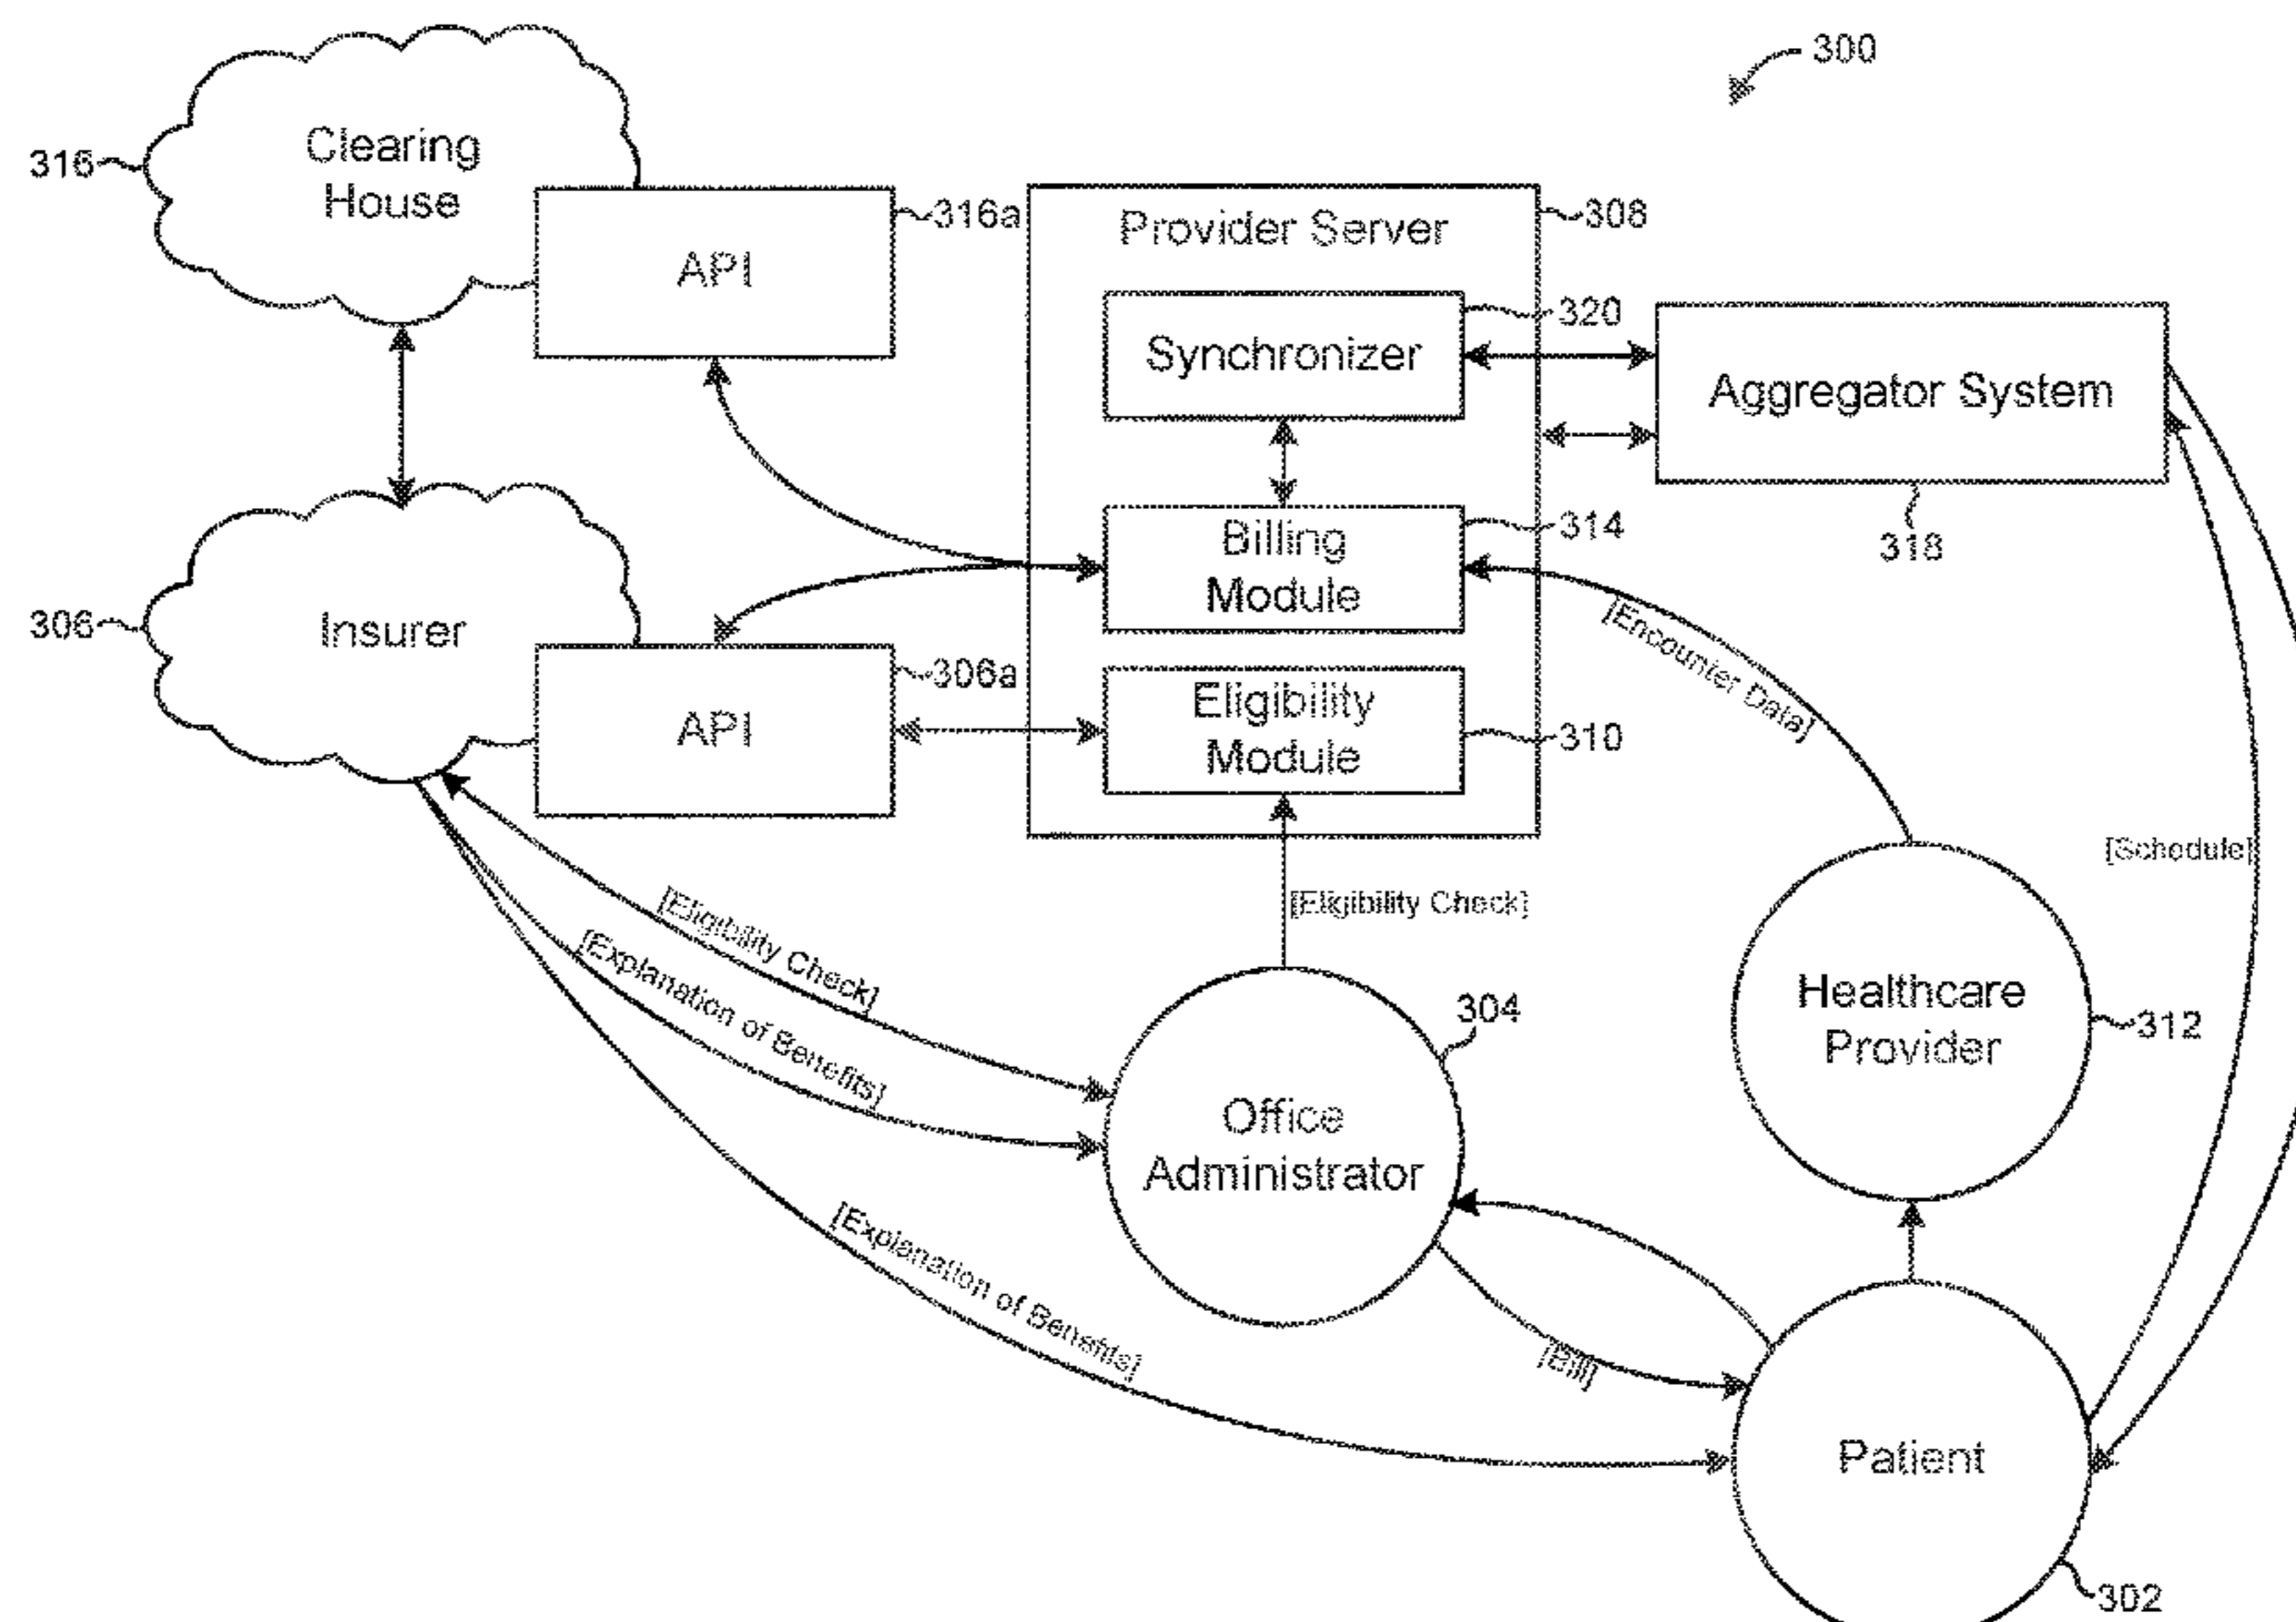 300
Clearing
House
316
316a
API
Provider Server
308
Synchronizer
320
Aggregator System
318
Billing
Module
314
[Encounter Data]
306
Insurer
306a
API
Eligibility
Module
310
[Schedule]
[Eligibility Check]
[Eligibility Check]
[Explanation of Benefits]
[Explanation of Benefits]
304
Office
Administrator
Healthcare
Provider
312
[Bill]
Patient
302